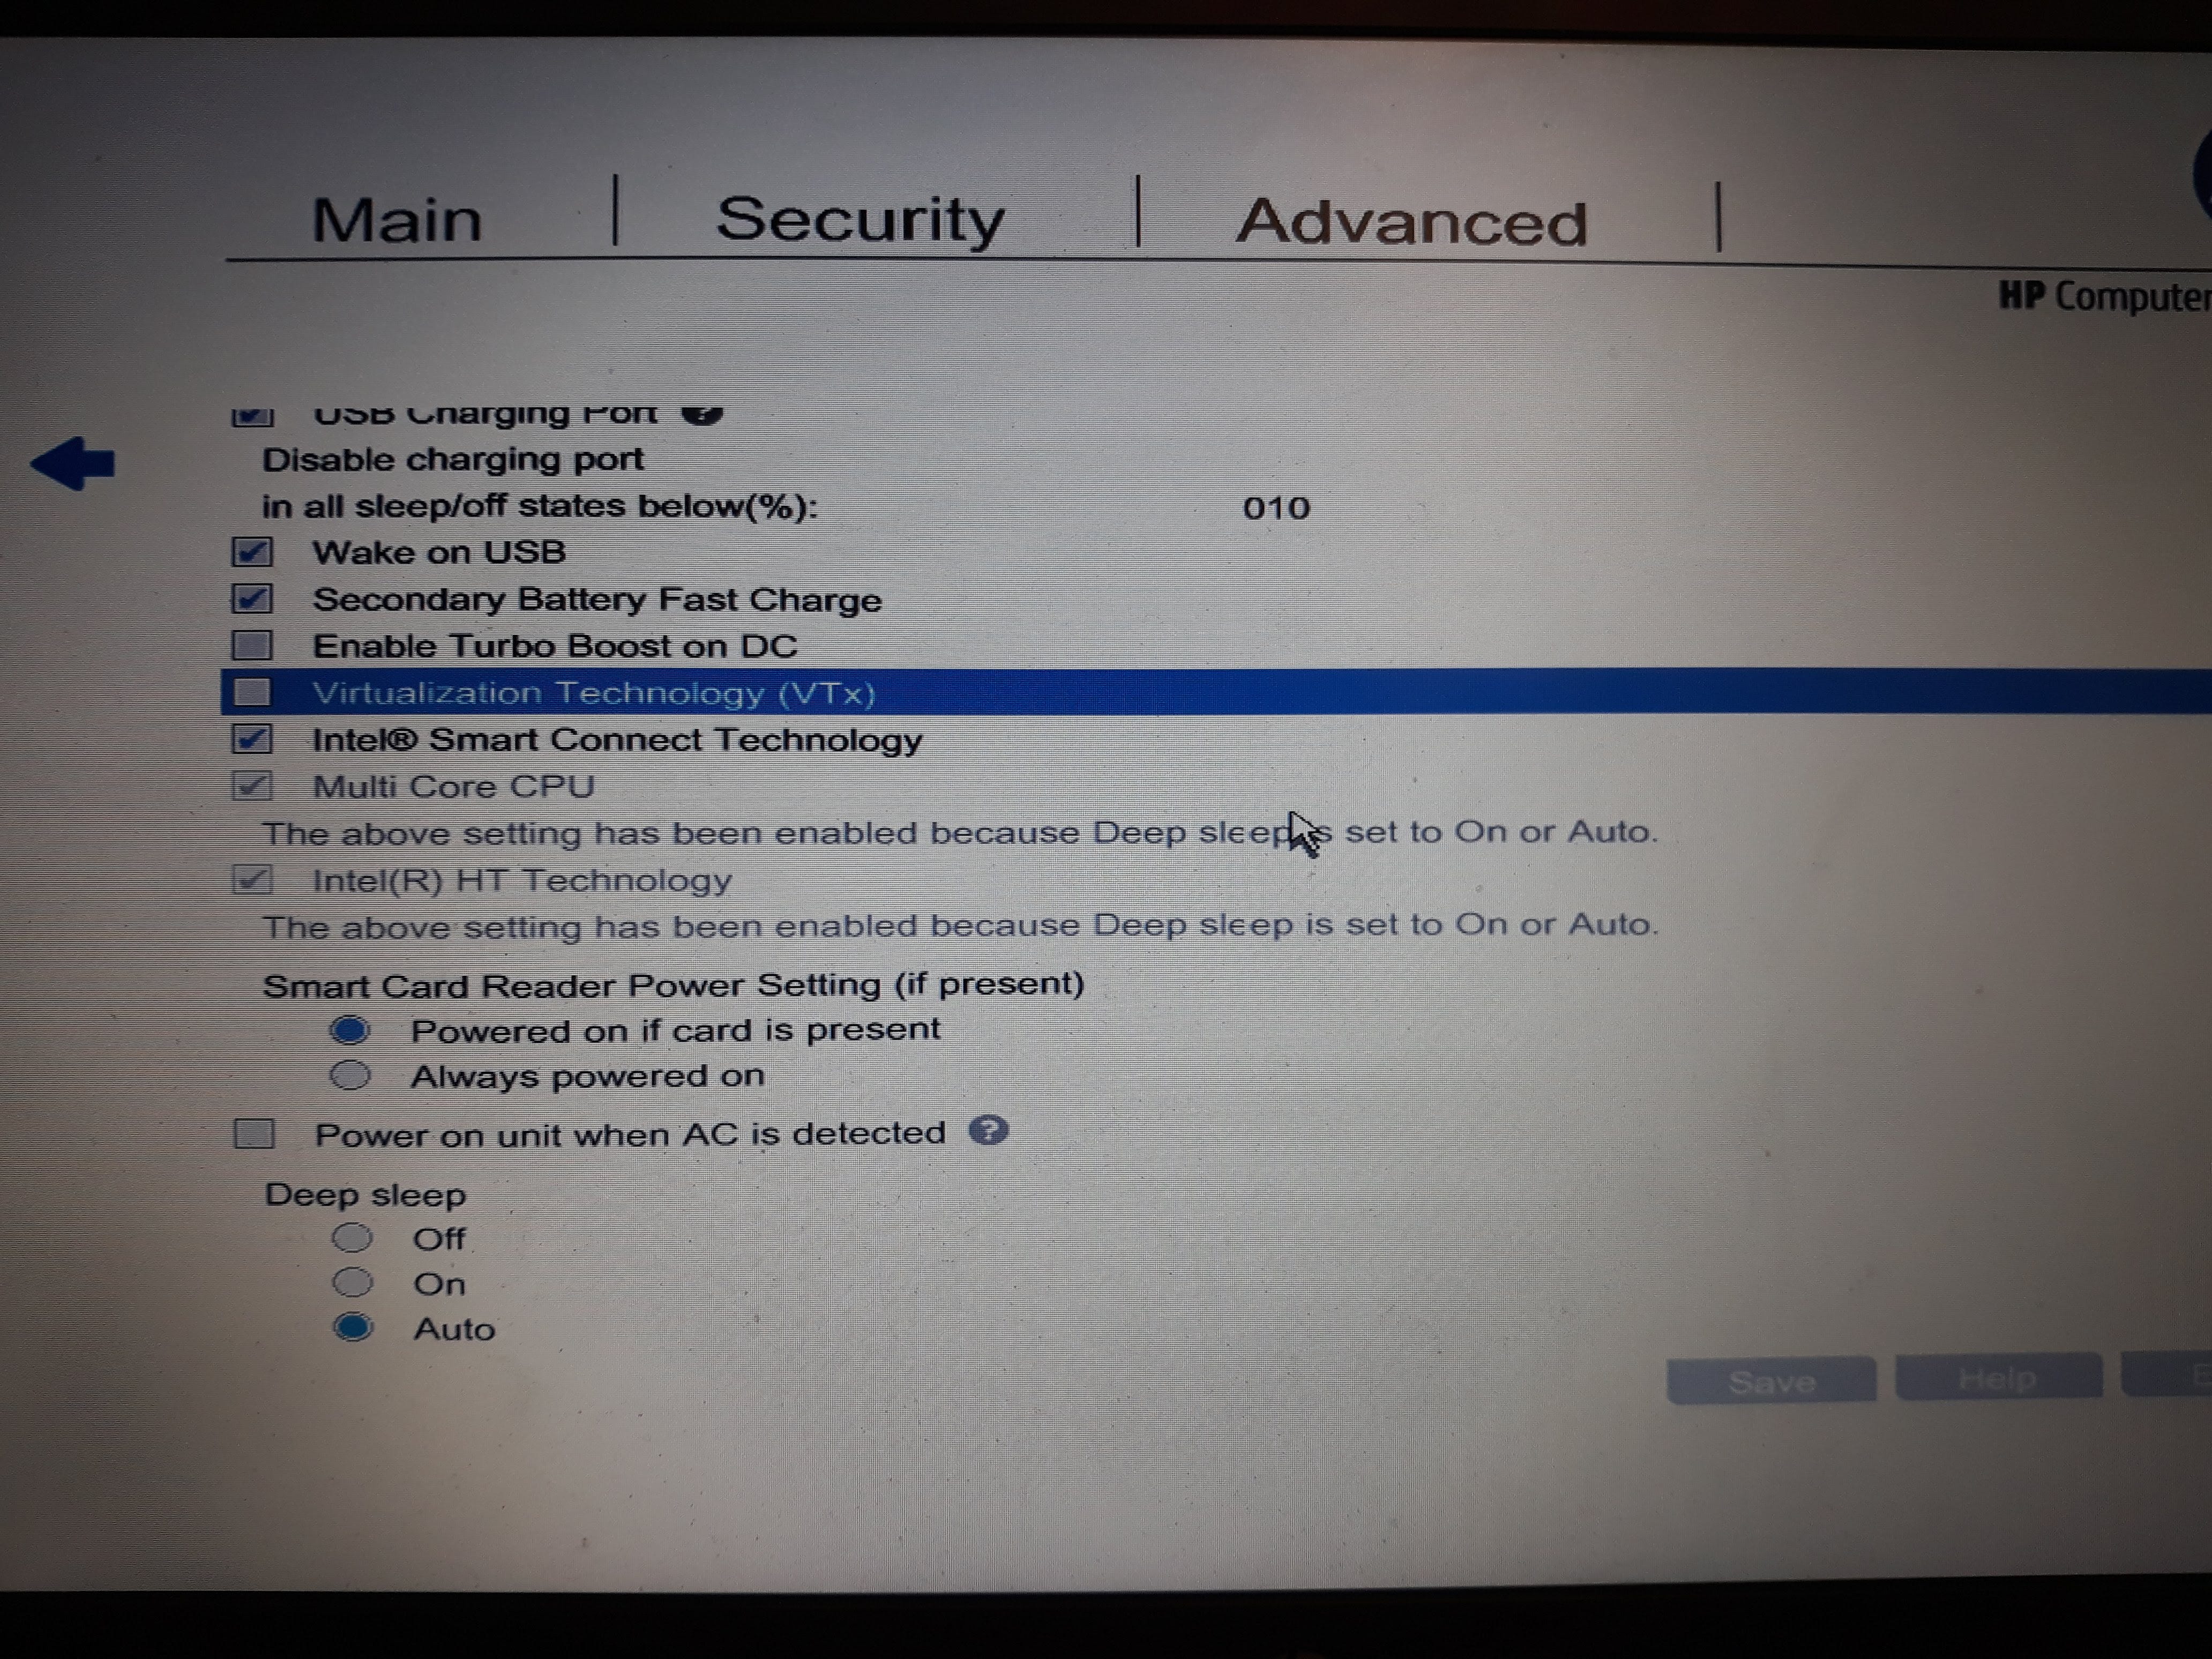 Main | Security | Advanced |
HP Computer
USB Charging Port ?
Disable charging port
in all sleep/off states below(%): 010
Wake on USB
Secondary Battery Fast Charge
Enable Turbo Boost on DC
Virtualization Technology (VTx)
Intel® Smart Connect Technology
Multi Core CPU
The above setting has been enabled because Deep sleep is set to On or Auto.
Intel(R) HT Technology
The above setting has been enabled because Deep sleep is set to On or Auto.
Smart Card Reader Power Setting (if present)
Powered on if card is present
Always powered on
Power on unit when AC is detected ?
Deep sleep
Off
On
Auto
Save Help